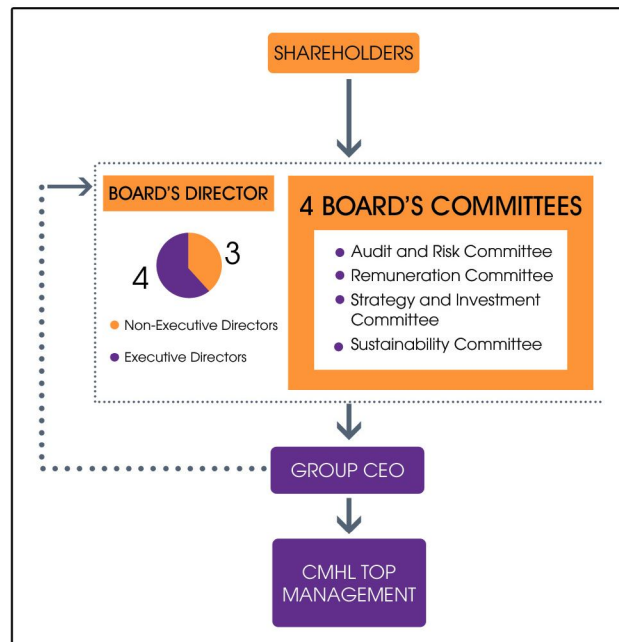 SHAREHOLDERS
BOARD'S DIRECTOR
4
3
Non-Executive Directors
Executive Directors
4 BOARD'S COMMITTEES
Audit and Risk Committee
Remuneration Committee
Strategy and Investment
Committee
Sustainability Committee
GROUP CEO
CMHL TOP
MANAGEMENT